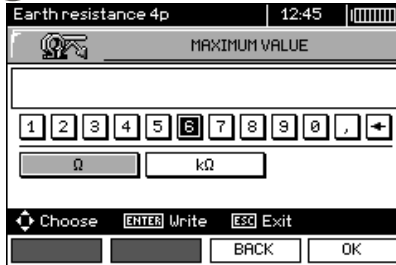 Earth resistance 4p 12:45
MAXIMUM VALUE
1 2 3 4 5 6 7 8 9 0 ,
Ω kΩ
Choose ENTER Write ESC Exit
BACK OK